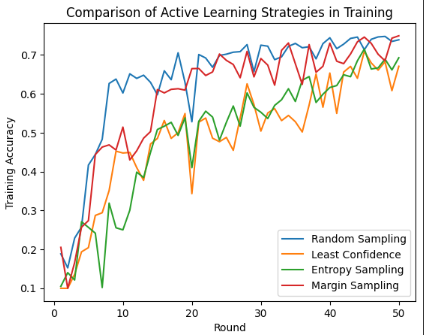 Comparison of Active Learning Strategies in Training
Training Accuracy
0.7
0.6
0.5
0.4
0.3
0.2
0.1
0
10
20
30
40
50
Round
Random Sampling
Least Confidence
Entropy Sampling
Margin Sampling